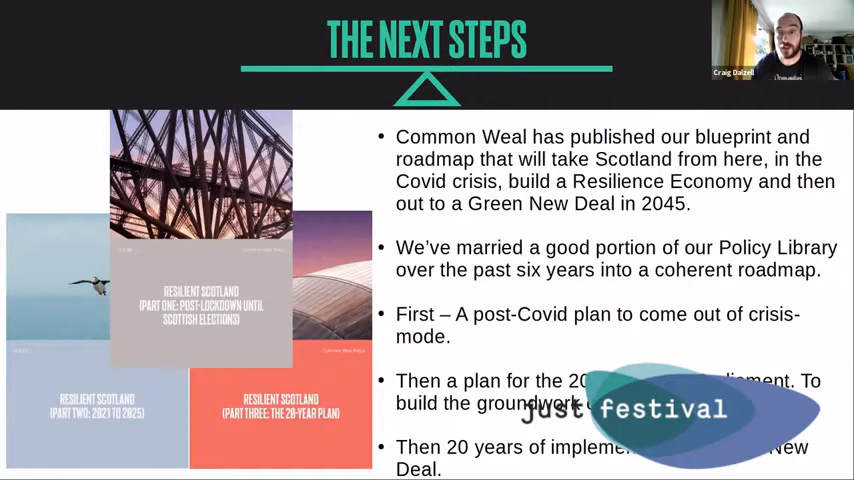 THE NEXT STEPS
Craig Dalzell
• Common Weal has published our blueprint and
roadmap that will take Scotland from here, in the
Covid crisis, build a Resilience Economy and then
out to a Green New Deal in 2045.
• We’ve married a good portion of our Policy Library
over the past six years into a coherent roadmap.
• First – A post-Covid plan to come out of crisis-
mode.
• Then a plan for the 20
To
build the groundwork
• Then 20 years of
New
Deal.
RESILIENT SCOTLAND
(PART ONE: POST-LOCKDOWN UNTIL
SCOTTISH ELECTIONS)
RESILIENT SCOTLAND
(PART TWO: 2021 TO 2025)
RESILIENT SCOTLAND
(PART THREE: THE 20-YEAR PLAN)
just festival